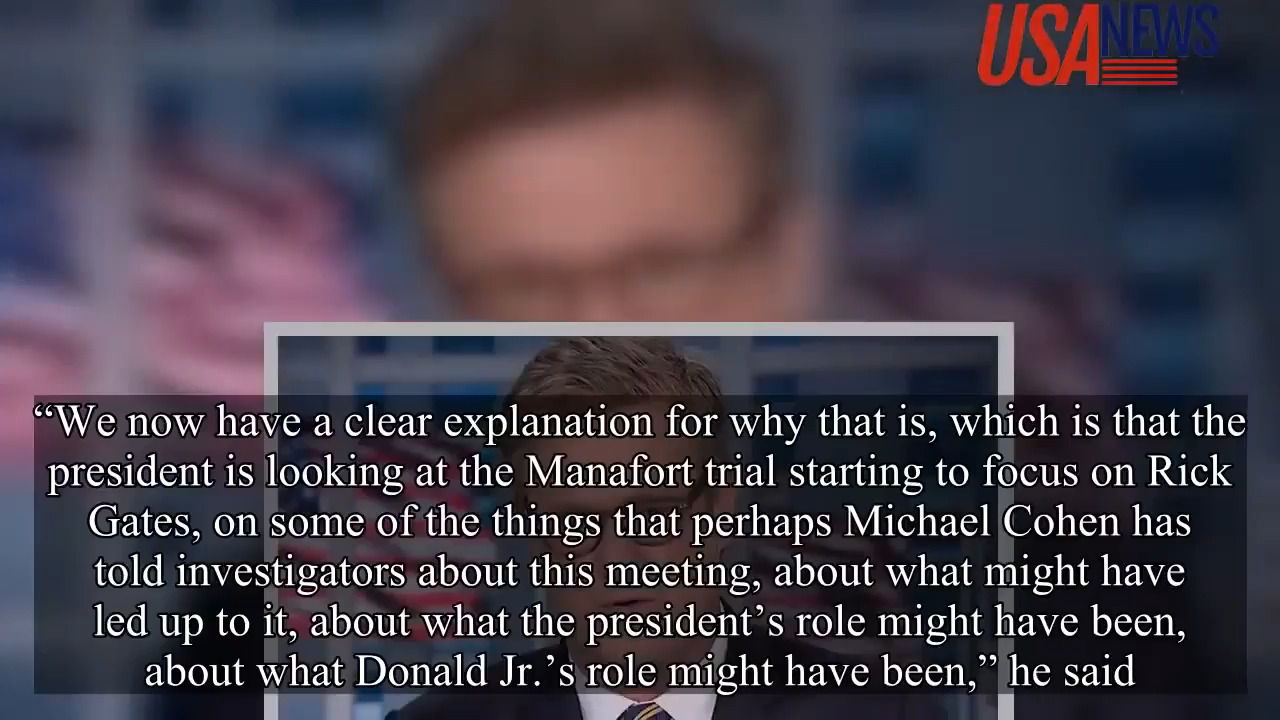 USA NEWS
“We now have a clear explanation for why that is, which is that the
president is looking at the Manafort trial starting to focus on Rick
Gates, on some of the things that perhaps Michael Cohen has
told investigators about this meeting, about what might have
led up to it, about what the president’s role might have been,
about what Donald Jr.’s role might have been,” he said